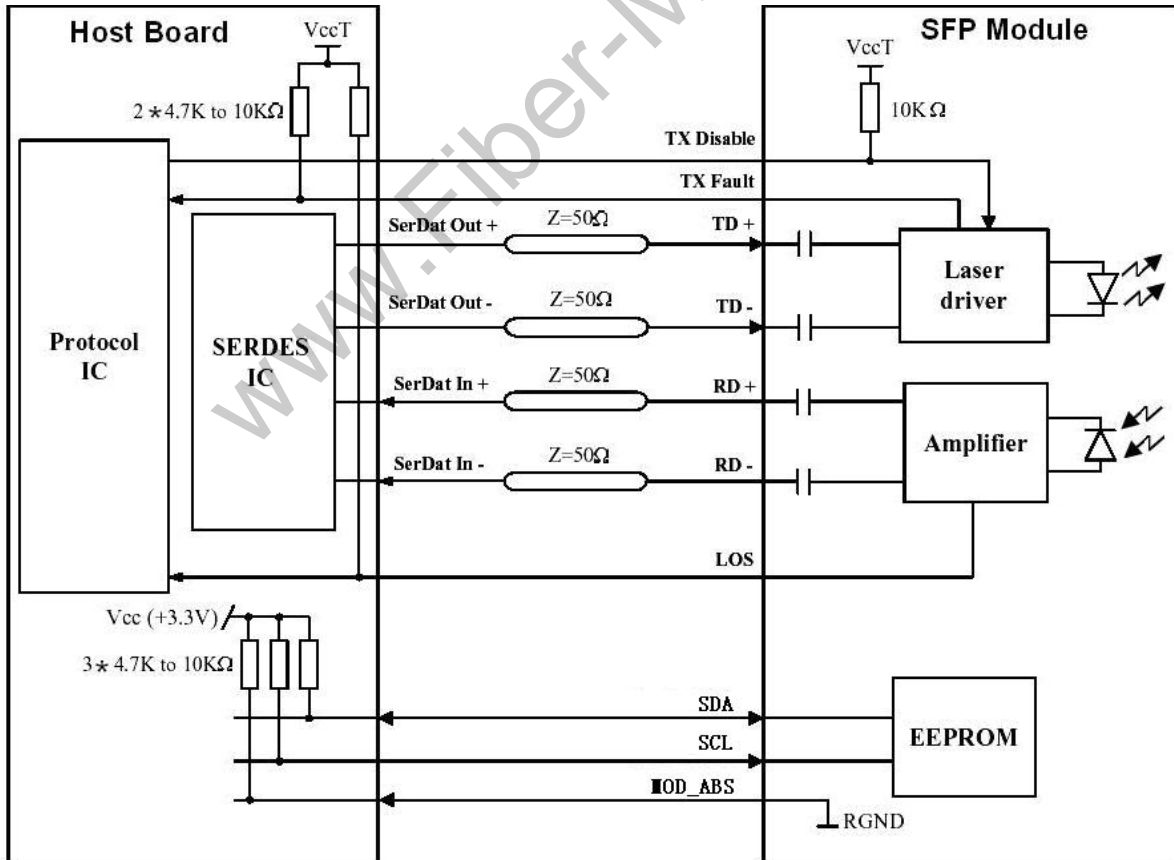 Host Board
SFP Module
VccT
VccT
2*4.7K to 10KΩ
10KΩ
TX Disable
TX Fault
SerDat Out +
Z=50Ω
TD +
SerDat Out -
Z=50Ω
TD -
Laser
driver
Protocol
IC
SERDES
IC
SerDat In +
Z=50Ω
RD +
SerDat In -
Z=50Ω
RD -
Amplifier
LOS
Vcc (+3.3V)
3*4.7K to 10KΩ
SDA
SCL
MOD_ABS
EEPROM
RGND
www.Fiber-M